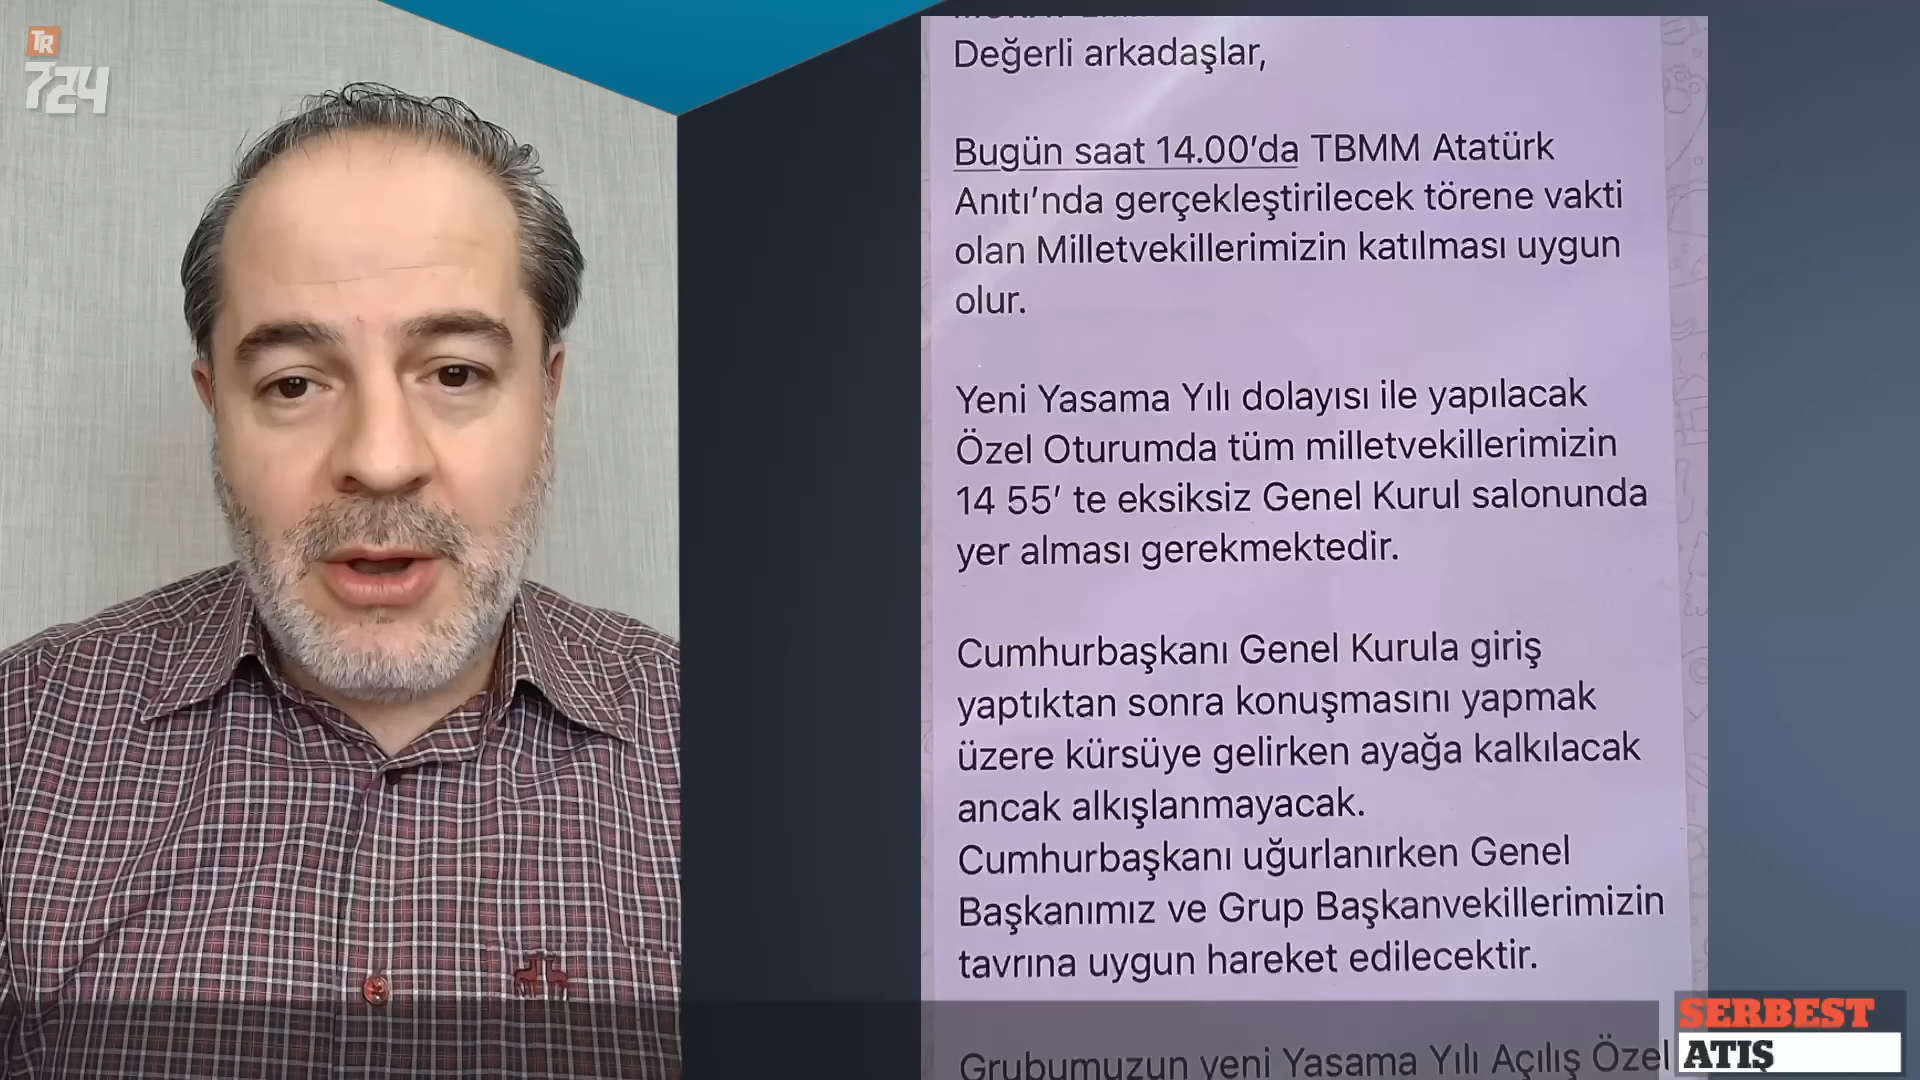 TR
724
Değerli arkadaşlar,
Bugün saat 14.00'da TBMM Atatürk
Anıtı'nda gerçekleştirilecek törene vakti
olan Milletvekillerimizin katılması uygun
olur.
Yeni Yasama Yılı dolayısı ile yapılacak
Özel Oturumda tüm milletvekillerimizin
14 55' te eksiksiz Genel Kurul salonunda
yer alması gerekmektedir.
Cumhurbaşkanı Genel Kurula giriş
yaptıktan sonra konuşmasını yapmak
üzere kürsüye gelirken ayağa kalkılacak
ancak alkışlanmayacak.
Cumhurbaşkanı uğurlanırken Genel
Başkanımız ve Grup Başkanvekillerimizin
tavrına uygun hareket edilecektir.
Grubumuzun yeni Yasama Yılı Açılış Özel
SERBEST
ATIŞ